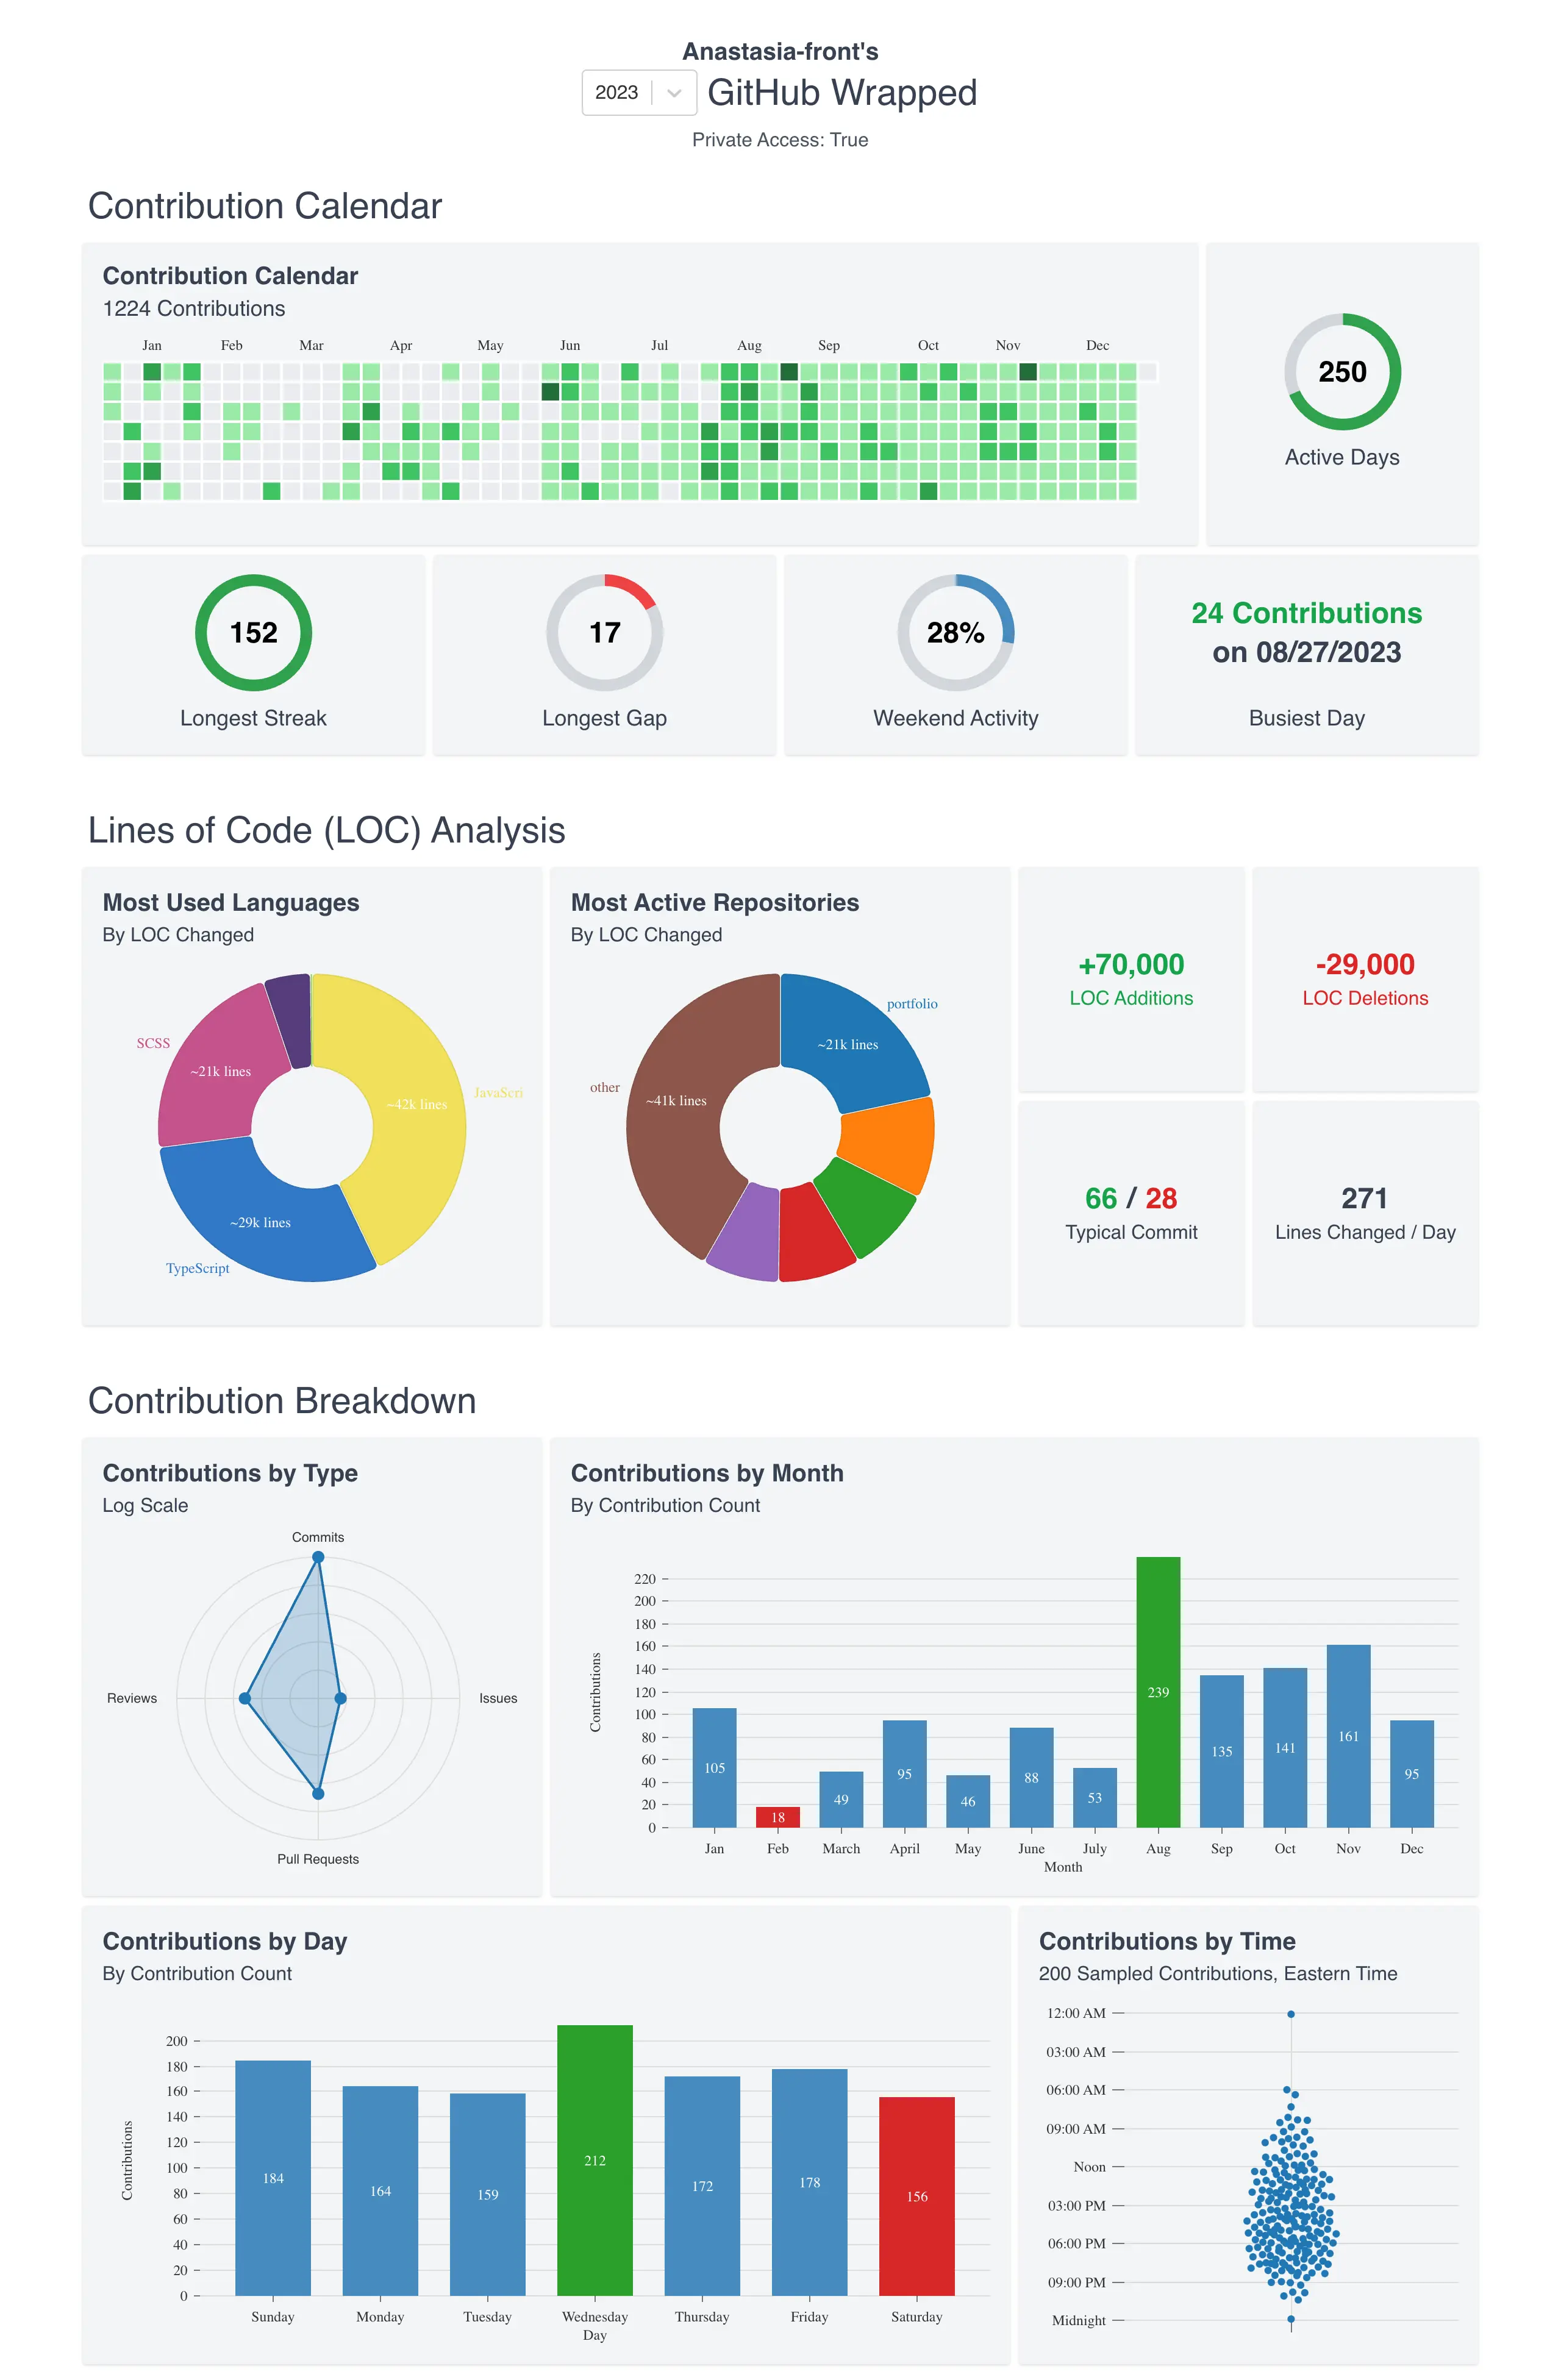 Anastasia-front's
2023 GitHub Wrapped
Private Access: True
Contribution Calendar
Contribution Calendar
1224 Contributions
Jan Feb Mar Apr May Jun Jul Aug Sep Oct Nov Dec
250
Active Days
152
Longest Streak
17
Longest Gap
28%
Weekend Activity
24 Contributions
on 08/27/2023
Busiest Day
Lines of Code (LOC) Analysis
Most Used Languages
By LOC Changed
SCSS
~21k lines
JavaScri
~42k lines
~29k lines
TypeScript
Most Active Repositories
By LOC Changed
portfolio
~21k lines
other
~41k lines
+70,000
LOC Additions
-29,000
LOC Deletions
66 / 28
Typical Commit
271
Lines Changed / Day
Contribution Breakdown
Contributions by Type
Log Scale
Commits
Reviews
Issues
Pull Requests
Contributions by Month
By Contribution Count
Contributions
220
200
180
160
140
120
100
80
60
40
20
0
105 18 49 95 46 88 53 239 135 141 161 95
Jan Feb March April May June July Aug Sep Oct Nov Dec
Month
Contributions by Day
By Contribution Count
Contributions
200
180
160
140
120
100
80
60
40
20
0
184 164 159 212 172 178 156
Sunday Monday Tuesday Wednesday Thursday Friday Saturday
Day
Contributions by Time
200 Sampled Contributions, Eastern Time
12:00 AM
03:00 AM
06:00 AM
09:00 AM
Noon
03:00 PM
06:00 PM
09:00 PM
Midnight